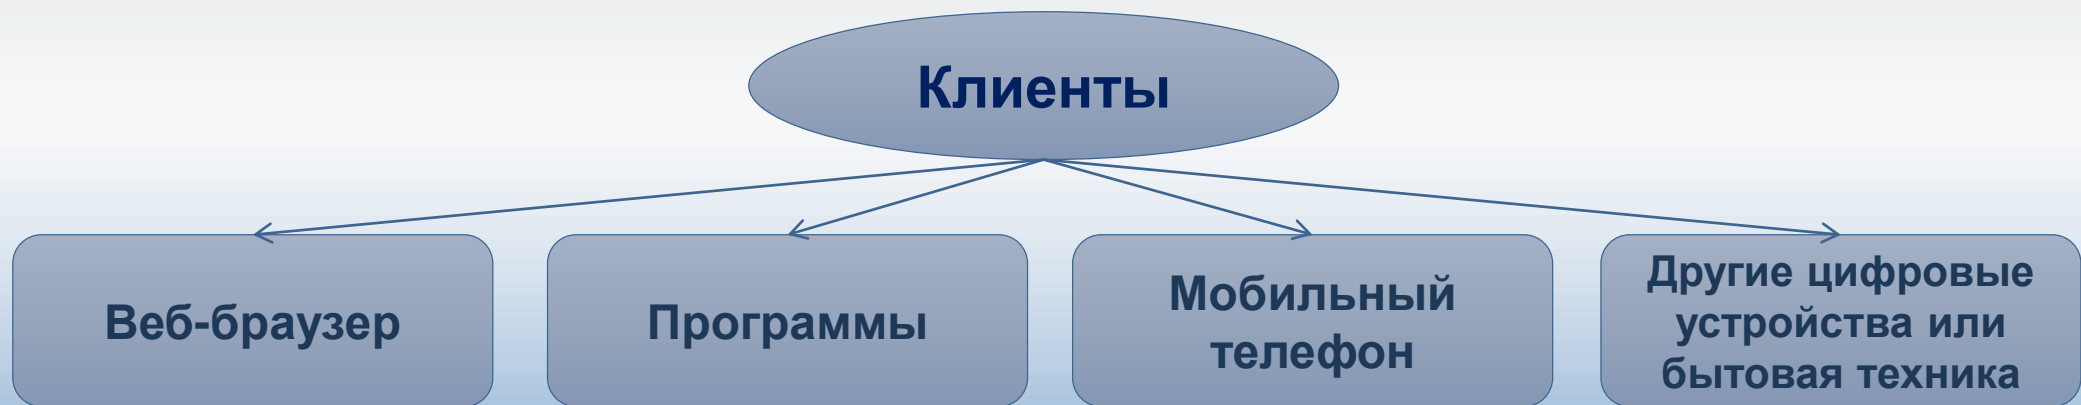 Клиенты
Веб-браузер
Программы
Мобильный
телефон
Другие цифровые
устройства или
бытовая техника